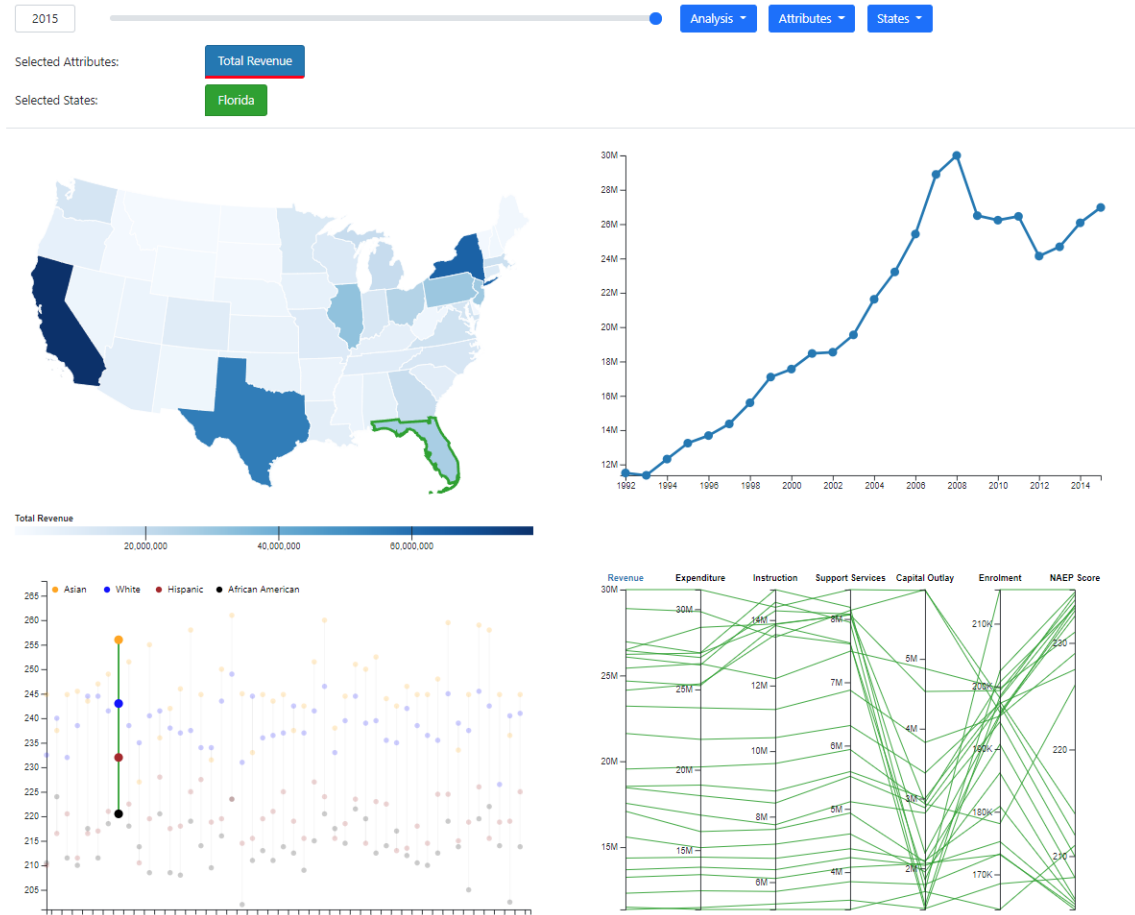 2015
Analysis
Attributes
States
Selected Attributes:
Total Revenue
Selected States:
Florida
30M
28M
26M
24M
22M
20M
18M
16M
14M
12M
1992 1994 1996 1998 2000 2002 2004 2006 2008 2010 2012 2014
Total Revenue
20,000,000 40,000,000 60,000,000
Asian White Hispanic African American
265
260
255
250
245
240
235
230
225
220
215
210
205
Revenue Expenditure Instruction Support Services Capital Outlay Enrolment NAEP Score
30M
25M
20M
15M
30M
25M
20M
15M
14M
12M
10M
8M
6M
8M
7M
6M
5M
4M
5M
4M
3M
2M
210K
200K
190K
180K
170K
230
220
210